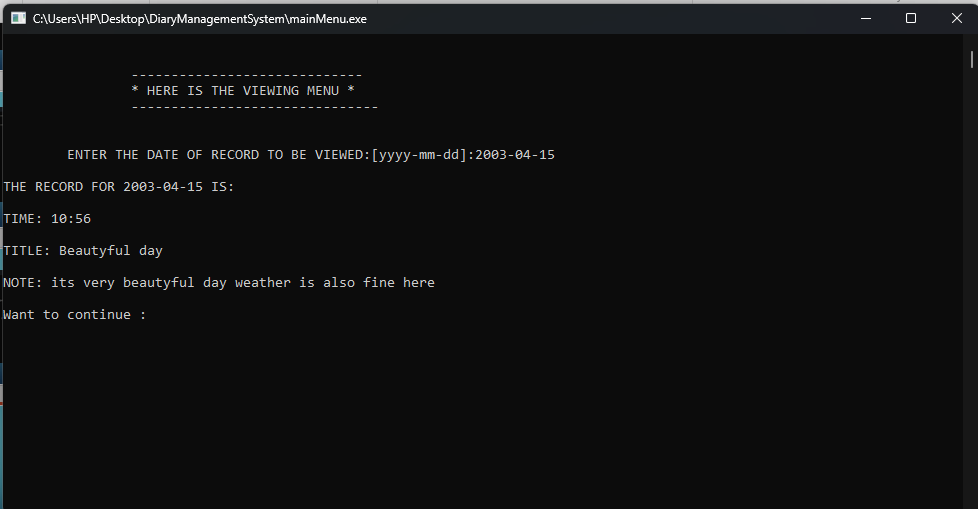 C:\Users\HP\Desktop\DiaryManagementSystem\mainMenu.exe
-----------------------------
* HERE IS THE VIEWING MENU *
-------------------------------
ENTER THE DATE OF RECORD TO BE VIEWED:[yyyy-mm-dd]:2003-04-15
THE RECORD FOR 2003-04-15 IS:
TIME: 10:56
TITLE: Beautyful day
NOTE: its very beautyful day weather is also fine here
Want to continue :